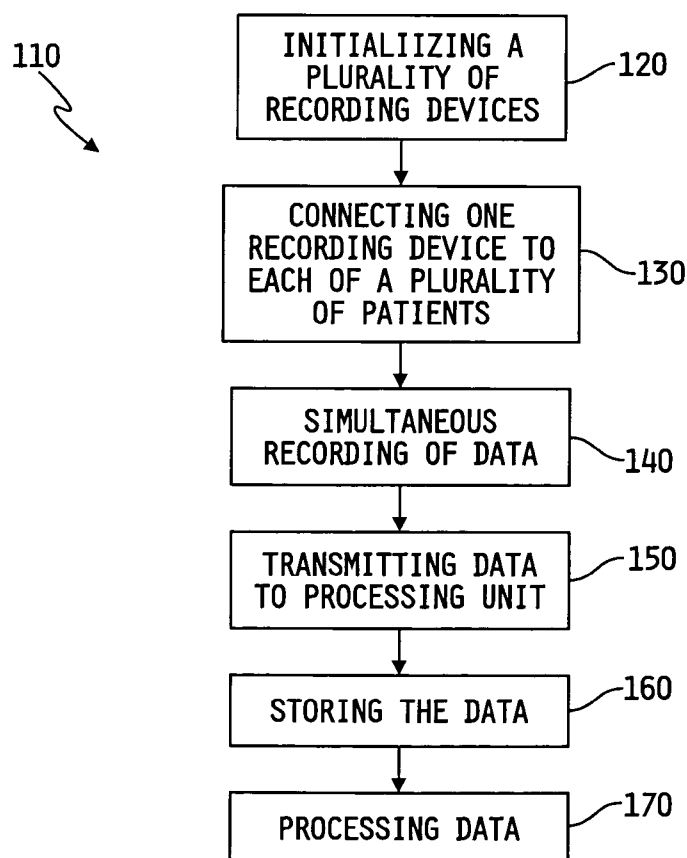 110
INITIALIIZING A
PLURALITY OF
RECORDING DEVICES
120
CONNECTING ONE
RECORDING DEVICE TO
EACH OF A PLURALITY
OF PATIENTS
130
SIMULTANEOUS
RECORDING OF DATA
140
TRANSMITTING DATA
TO PROCESSING UNIT
150
STORING THE DATA
160
PROCESSING DATA
170